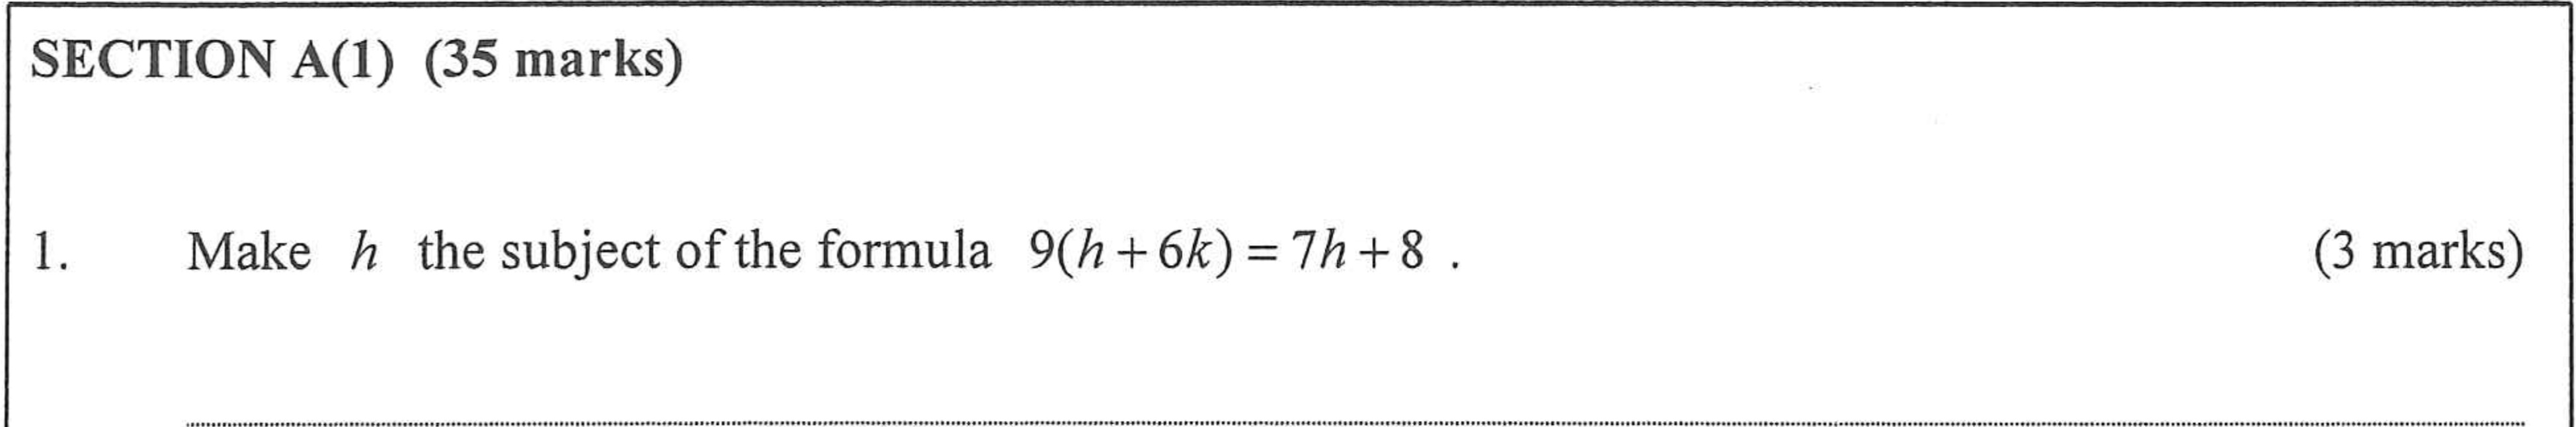 SECTION A(1) (35 marks)
1. Make h the subject of the formula 9(h + 6k) = 7h + 8 . (3 marks)